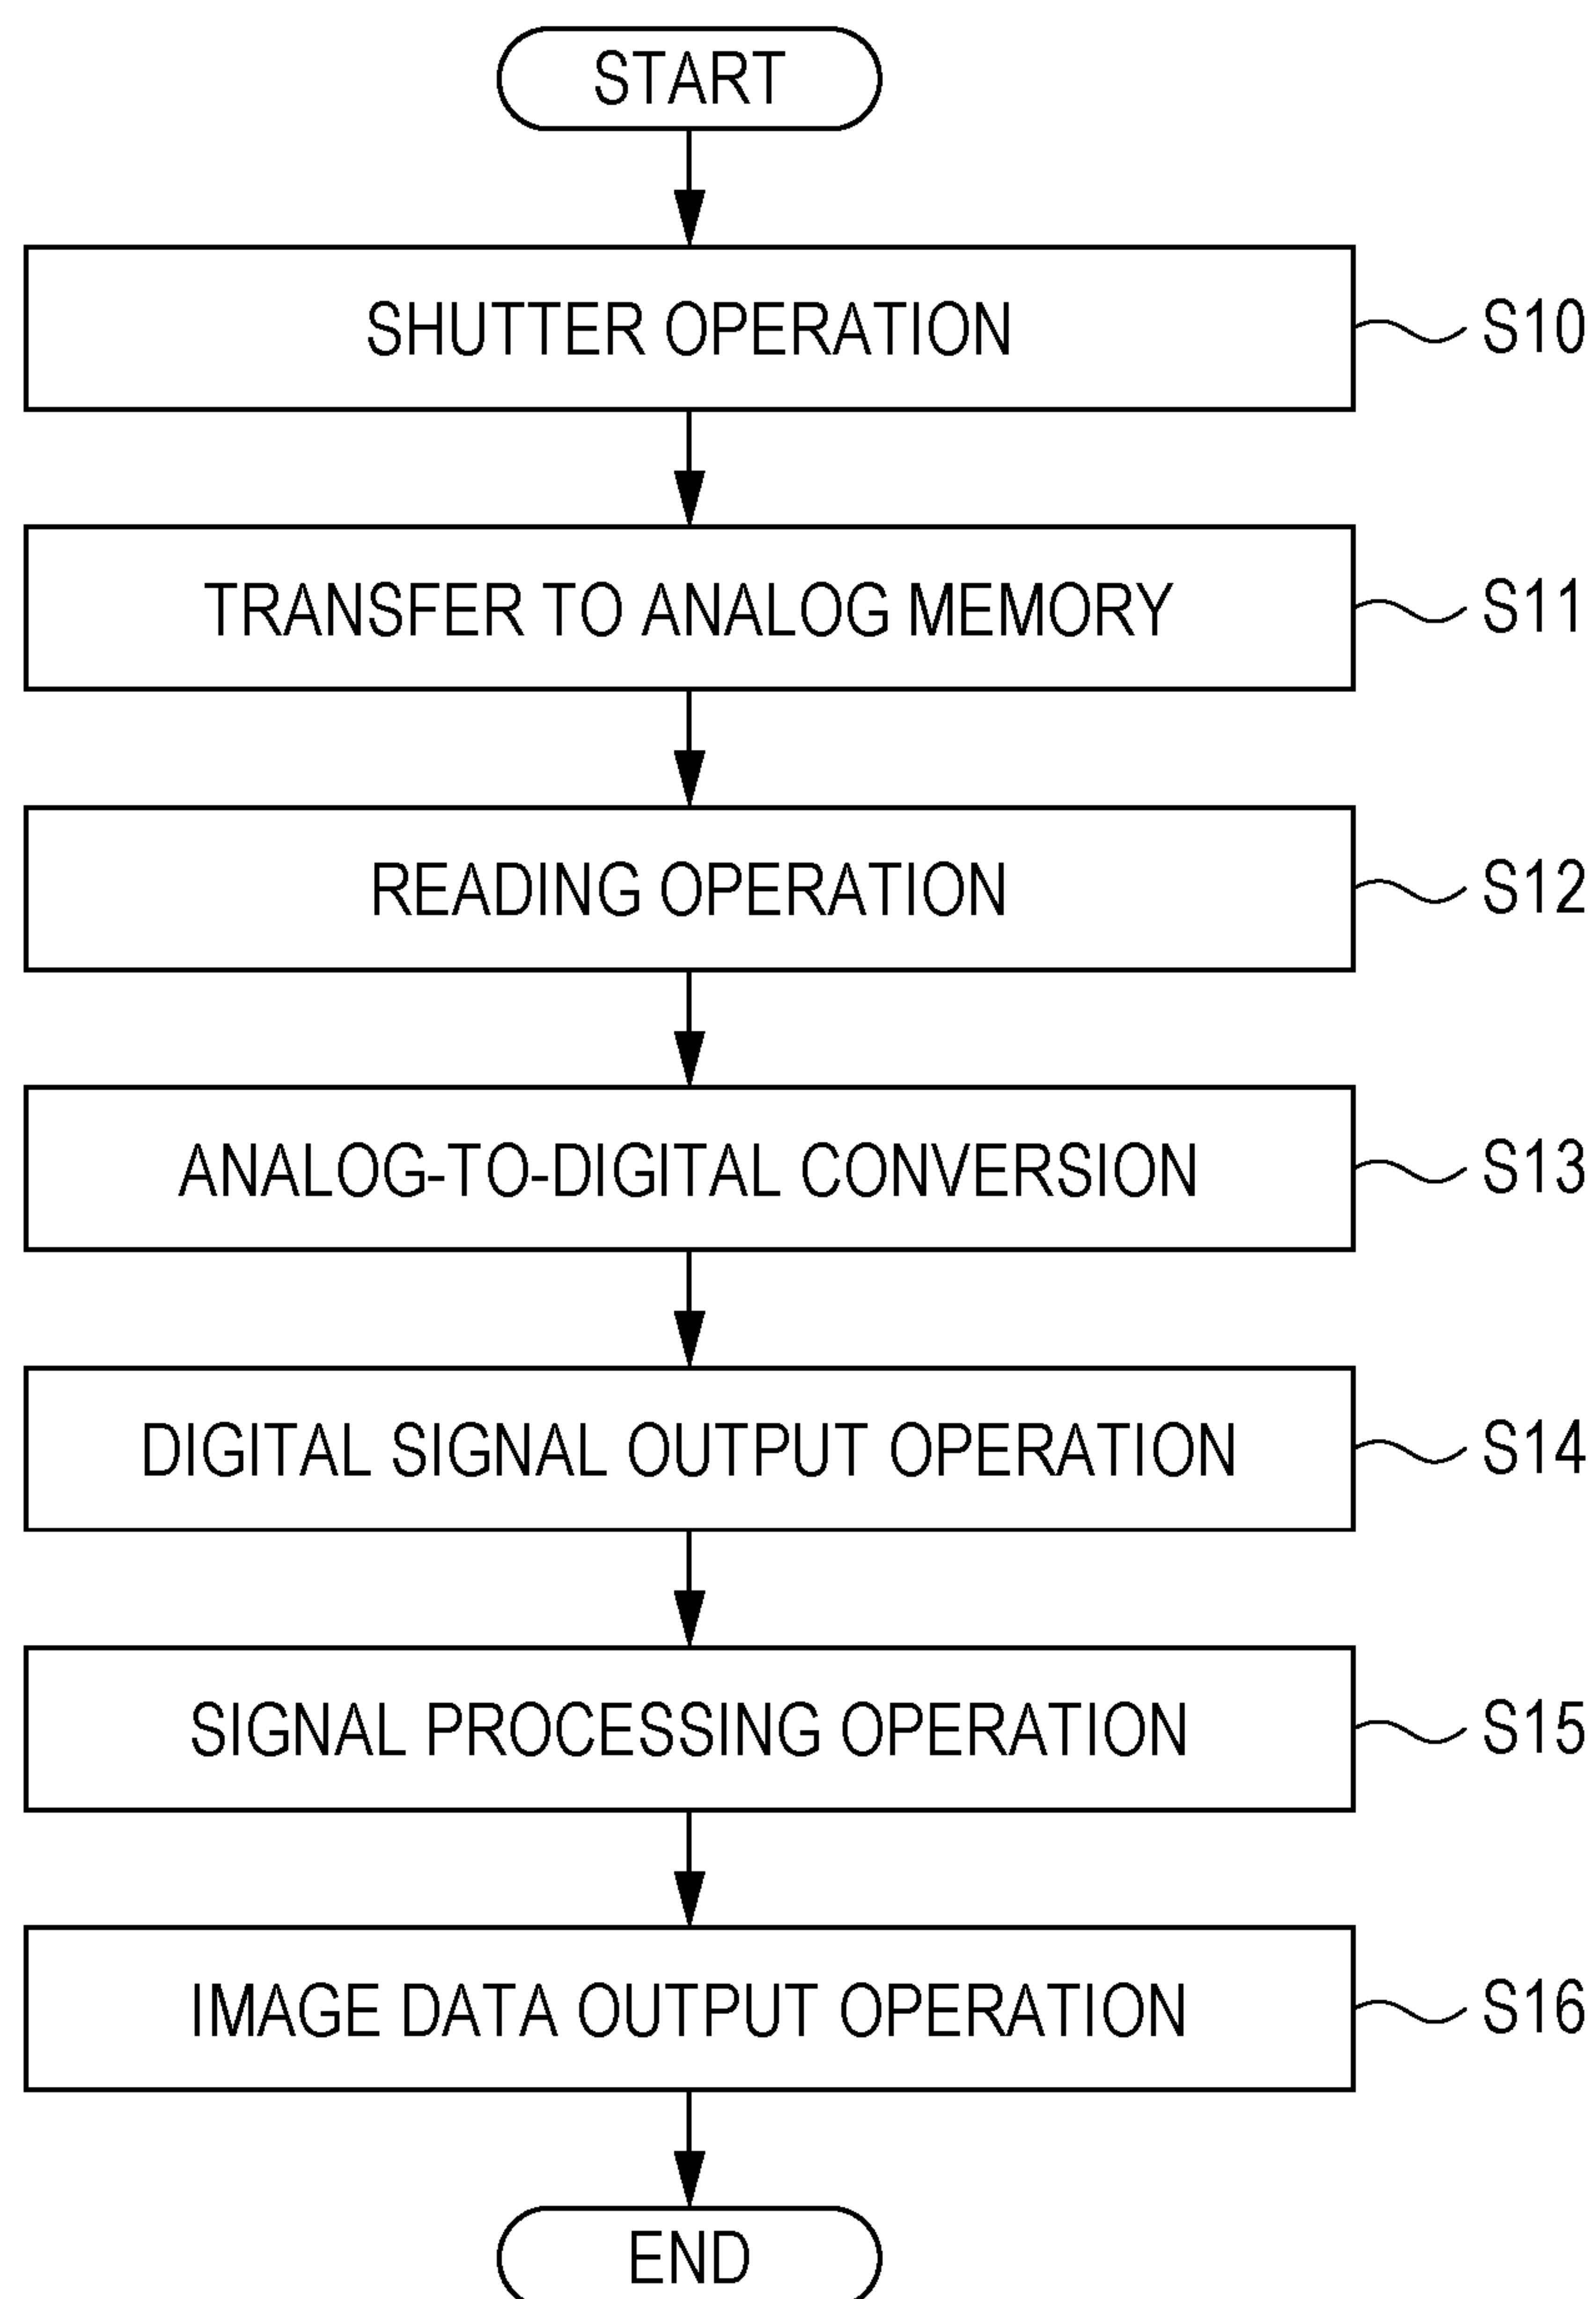 START
SHUTTER OPERATION S10
TRANSFER TO ANALOG MEMORY S11
READING OPERATION S12
ANALOG-TO-DIGITAL CONVERSION S13
DIGITAL SIGNAL OUTPUT OPERATION S14
SIGNAL PROCESSING OPERATION S15
IMAGE DATA OUTPUT OPERATION S16
END